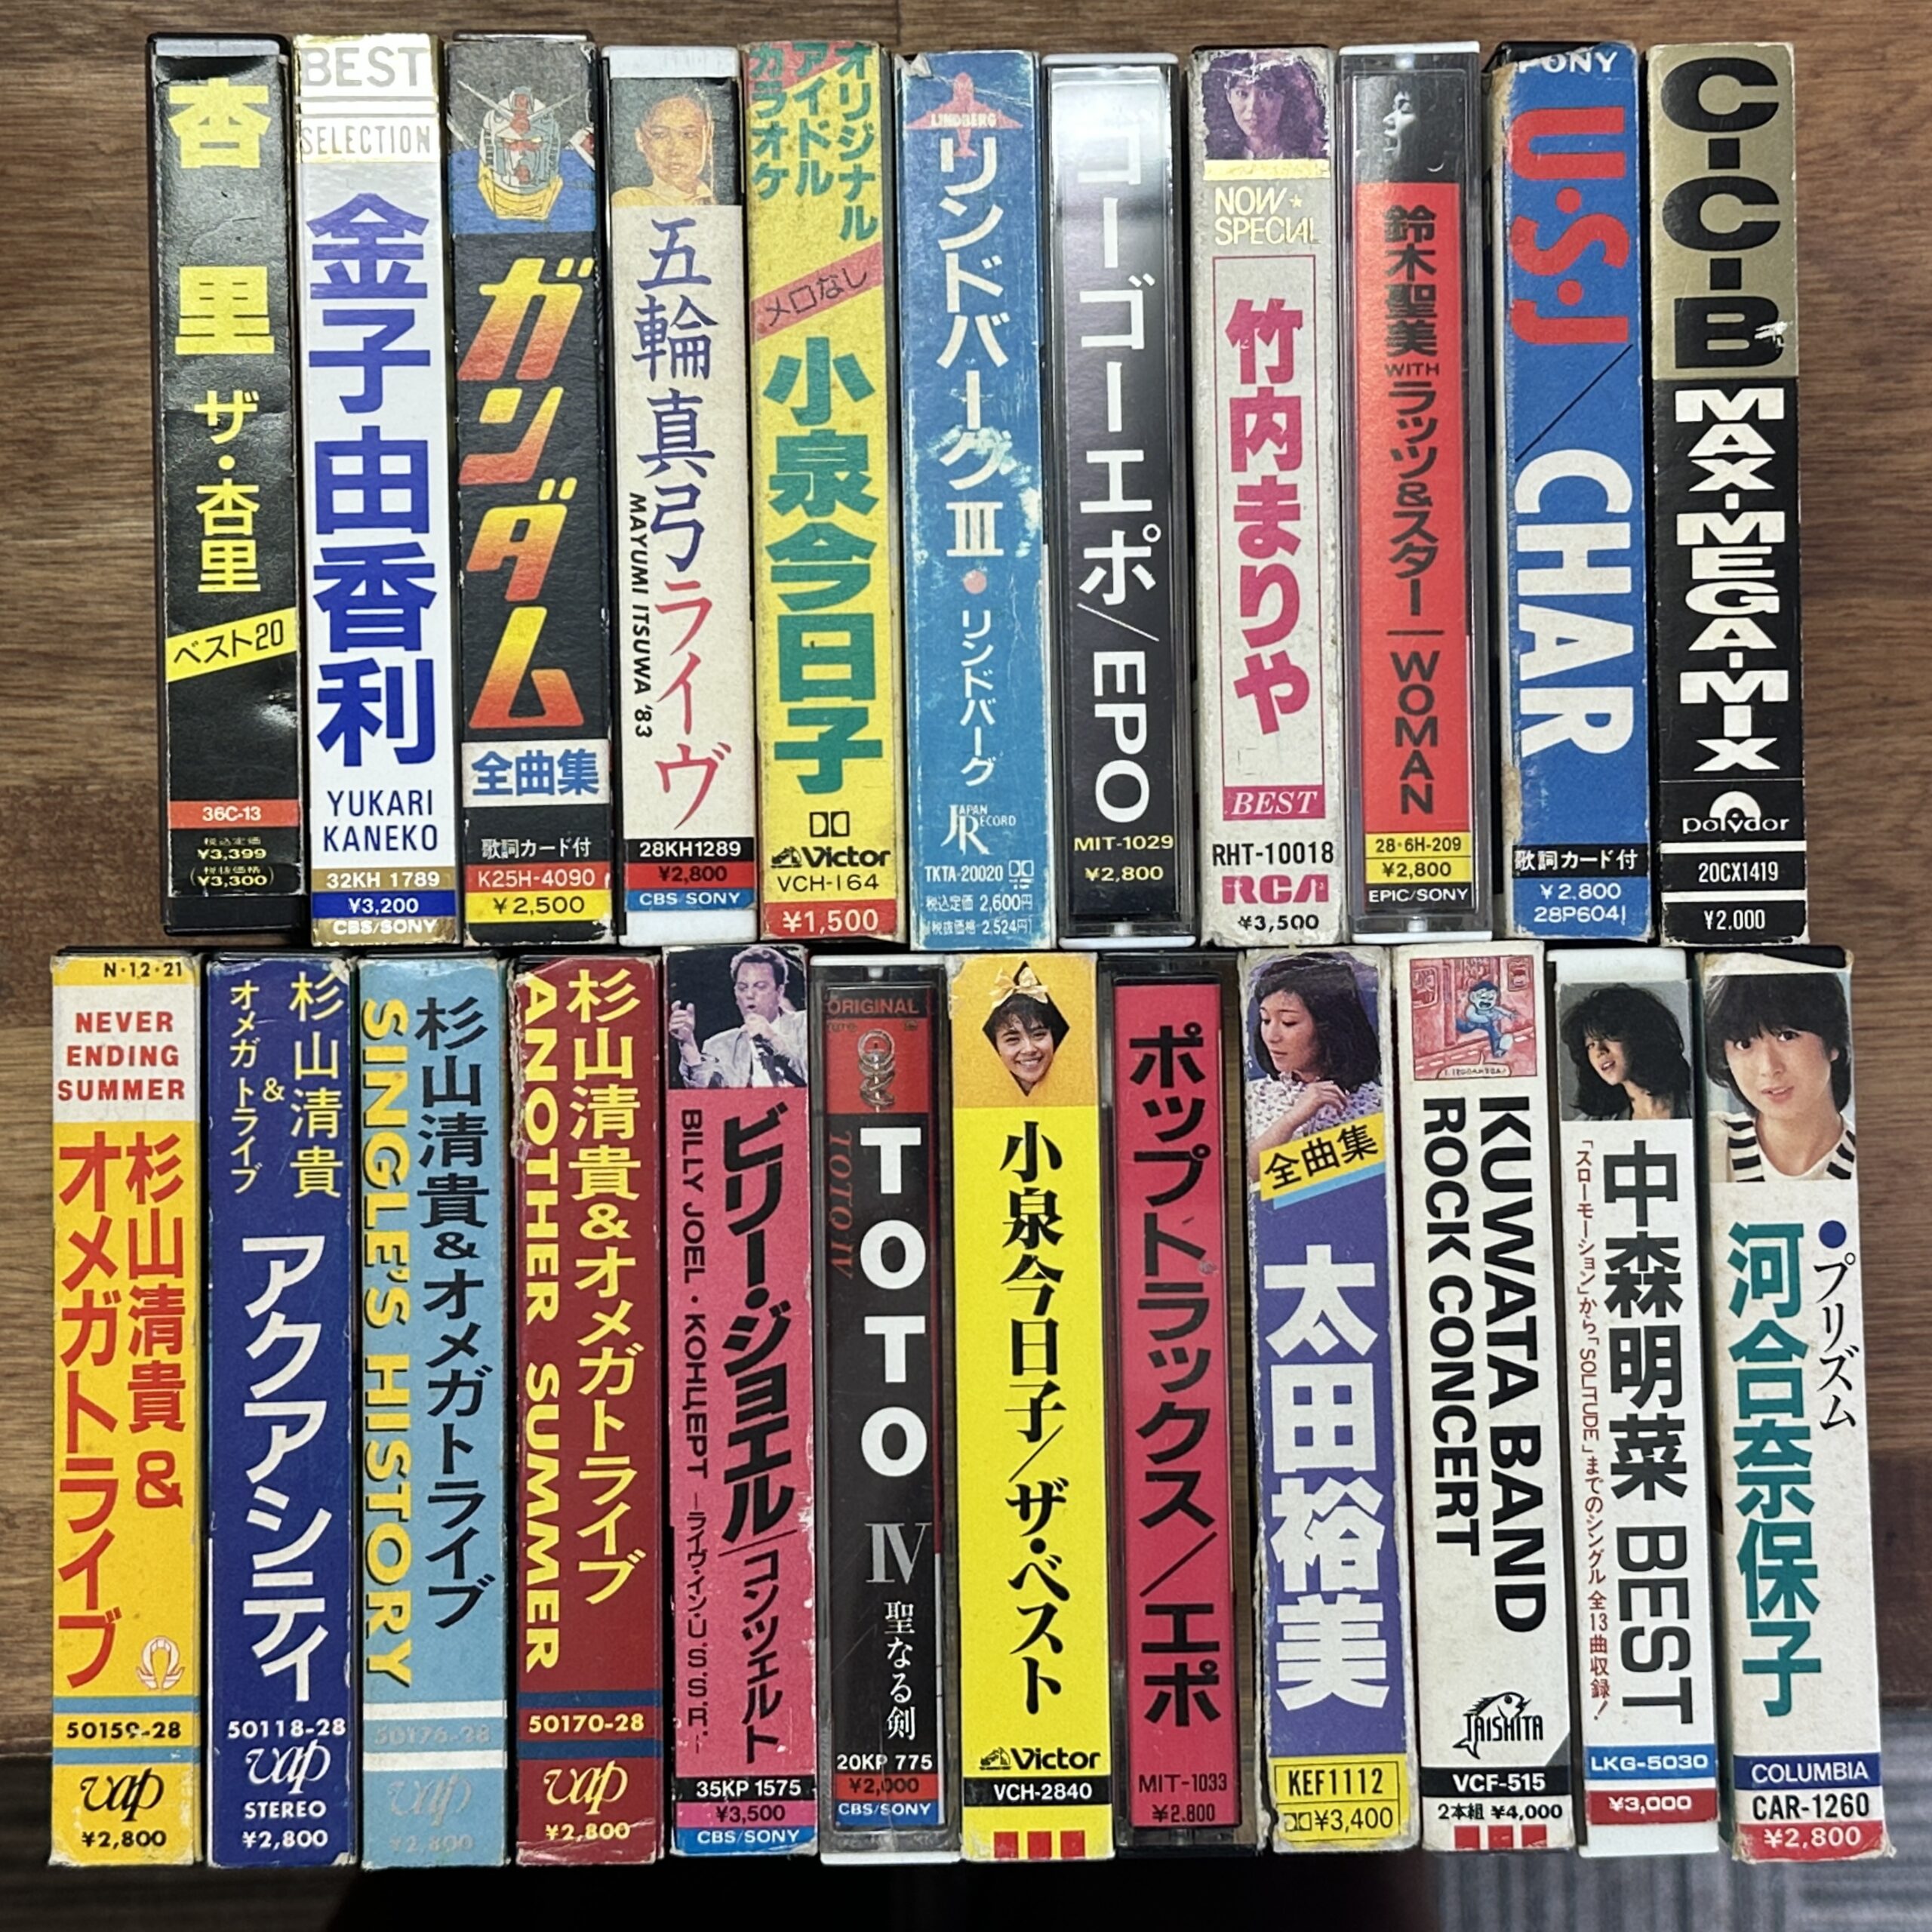 杏里
ザ・杏里
ベスト20
36C-13
税込定価
¥3,399
(税抜価格)
(¥3,300)
BEST
SELECTION
金子由香利
YUKARI
KANEKO
32KH 1789
¥3,200
CBS/SONY
ガンダム
全曲集
歌詞カード付
K25H-4090
¥2,500
五輪真弓ライヴ
MAYUMI ITSUWA '83
28KH1289
¥2,800
CBS/SONY
オリジナル
アイドル
カラオケ
メロなし
小泉今日子
Victor
VCH-164
¥1,500
LINDBERG
リンドバーグIII・リンドバーグ
JAPAN
RECORD
TKTA-20020
税込定価 2,600円
[税抜価格 2,524円]
ゴーゴーエポ/EPO
MIT-1029
¥2,800
NOW★
SPECIAL
竹内まりや
BEST
RHT-10018
RCA
¥3,500
鈴木聖美WITHラッツ&スター|WOMAN
28・6H-209
¥2,800
EPIC/SONY
PONY
U・S・J/CHAR
歌詞カード付
¥2.800
28P6041
C-C-B
MAX-MEGA-MIX
polydor
20CX1419
¥2.000
N・12・21
NEVER
ENDING
SUMMER
杉山清貴&
オメガトライブ
50159-28
vap
¥2,800
杉山清貴
&
オメガトライブ
アクアシティ
50118-28
vap
STEREO
¥2,800
杉山清貴&オメガトライブ
SINGLE'S HISTORY
50176-28
vap
¥2,800
杉山清貴&オメガトライブ
ANOTHER SUMMER
50170-28
vap
¥2,800
ビリー・ジョエル/コンツェルト
BILLY JOEL・КОНЦЕРТ —ライヴ・イン・U.S.S.R.—
35KP 1575
¥3,500
CBS/SONY
ORIGINAL
TOTO IV
TOTO IV 聖なる剣
20KP 775
¥2,000
CBS/SONY
小泉今日子/ザ・ベスト
Victor
VCH-2840
ポップトラックス/エポ
MIT-1033
¥2.800
全曲集
太田裕美
KEF1112
¥3,400
KUWATA BAND
ROCK CONCERT
TAISHITA
VCF-515
2本組 ¥4,000
中森明菜 BEST
「スローモーション」から「SOLITUDE」までのシングル全13曲収録!
LKG-5030
¥3,000
●プリズム
河合奈保子
COLUMBIA
CAR-1260
¥2,800